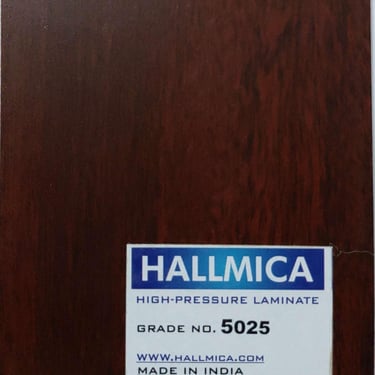 HALLMICA
HIGH-PRESSURE LAMINATE
GRADE NO. 5025
WWW.HALLMICA.COM
MADE IN INDIA